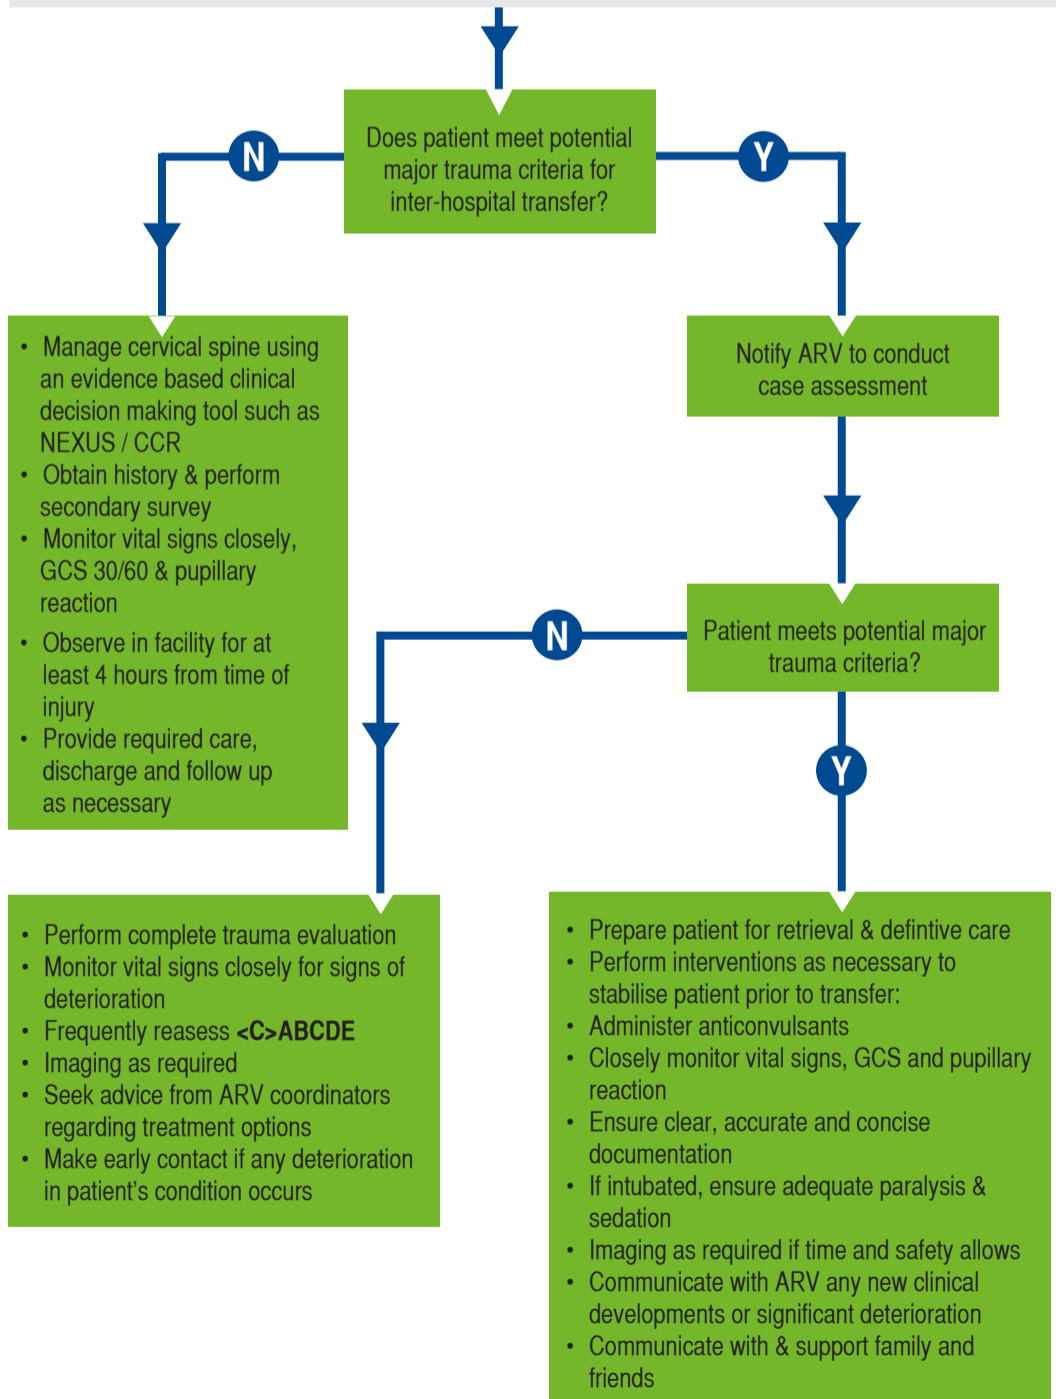 Does patient meet potential
major trauma criteria for
inter-hospital transfer?
N
Y
• Manage cervical spine using
an evidence based clinical
decision making tool such as
NEXUS / CCR
• Obtain history & perform
secondary survey
• Monitor vital signs closely,
GCS 30/60 & pupillary
reaction
• Observe in facility for at
least 4 hours from time of
injury
• Provide required care,
discharge and follow up
as necessary
Notify ARV to conduct
case assessment
Patient meets potential major
trauma criteria?
N
Y
• Perform complete trauma evaluation
• Monitor vital signs closely for signs of
deterioration
• Frequently reasess <C>ABCDE
• Imaging as required
• Seek advice from ARV coordinators
regarding treatment options
• Make early contact if any deterioration
in patient's condition occurs
• Prepare patient for retrieval & defintive care
• Perform interventions as necessary to
stabilise patient prior to transfer:
• Administer anticonvulsants
• Closely monitor vital signs, GCS and pupillary
reaction
• Ensure clear, accurate and concise
documentation
• If intubated, ensure adequate paralysis &
sedation
• Imaging as required if time and safety allows
• Communicate with ARV any new clinical
developments or significant deterioration
• Communicate with & support family and
friends